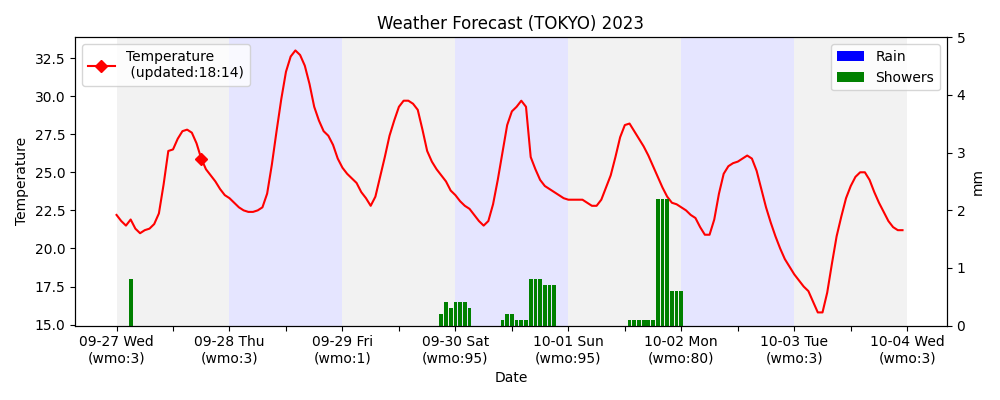 Weather Forecast (TOKYO) 2023
Temperature
(updated:18:14)
Rain
Showers
Temperature
32.5
30.0
27.5
25.0
22.5
20.0
17.5
15.0
5
4
3
2
1
0
mm
09-27 Wed
(wmo:3)
09-28 Thu
(wmo:3)
09-29 Fri
(wmo:1)
09-30 Sat
(wmo:95)
10-01 Sun
(wmo:95)
10-02 Mon
(wmo:80)
10-03 Tue
(wmo:3)
10-04 Wed
(wmo:3)
Date